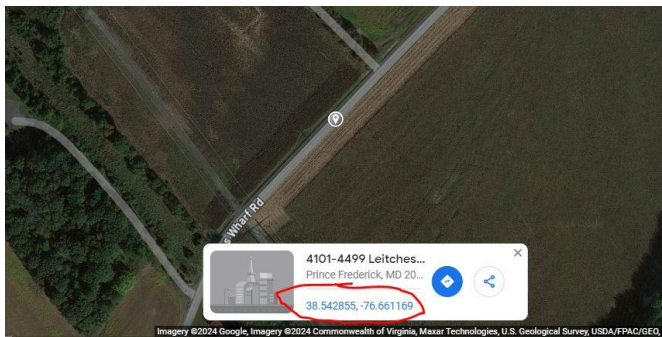 s Wharf Rd
4101-4499 Leitches...
Prince Frederick, MD 20...
38.542855, -76.661169
Imagery ©2024 Google, Imagery ©2024 Commonwealth of Virginia, Maxar Technologies, U.S. Geological Survey, USDA/FPAC/GEO,